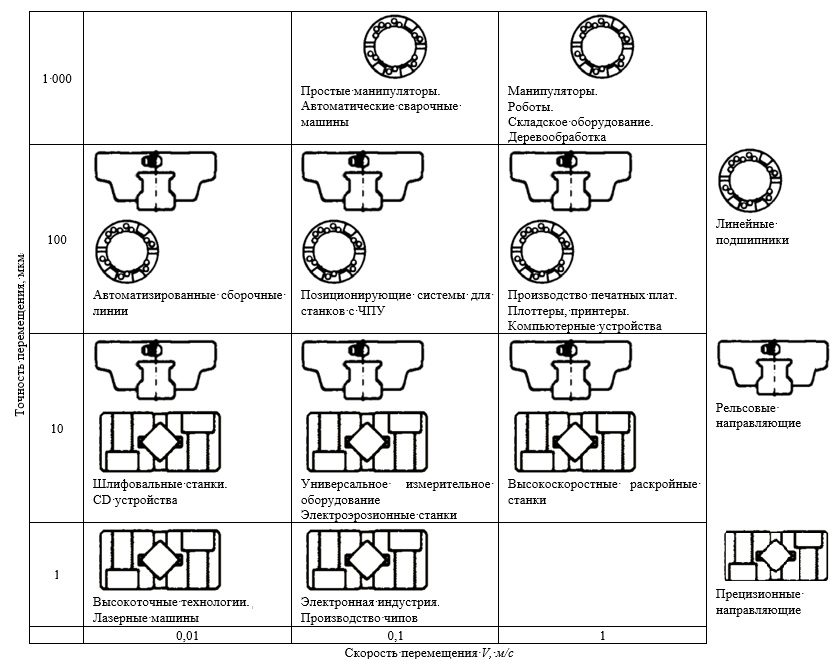 1 000
Простые манипуляторы.
Автоматические сварочные
машины
Манипуляторы.
Роботы.
Складское оборудование.
Деревообработка
100
Автоматизированные сборочные
линии
Позиционирующие системы для
станков с ЧПУ
Производство печатных плат.
Плоттеры, принтеры.
Компьютерные устройства
Линейные
подшипники
Точность перемещения, мкм
10
Шлифовальные станки.
CD устройства
Универсальное измерительное
оборудование
Электроэрозионные станки
Высокоскоростные раскройные
станки
Рельсовые
направляющие
1
Высокоточные технологии.
Лазерные машины
Электронная индустрия.
Производство чипов
Прецизионные
направляющие
0,01
0,1
1
Скорость перемещения V, м/с